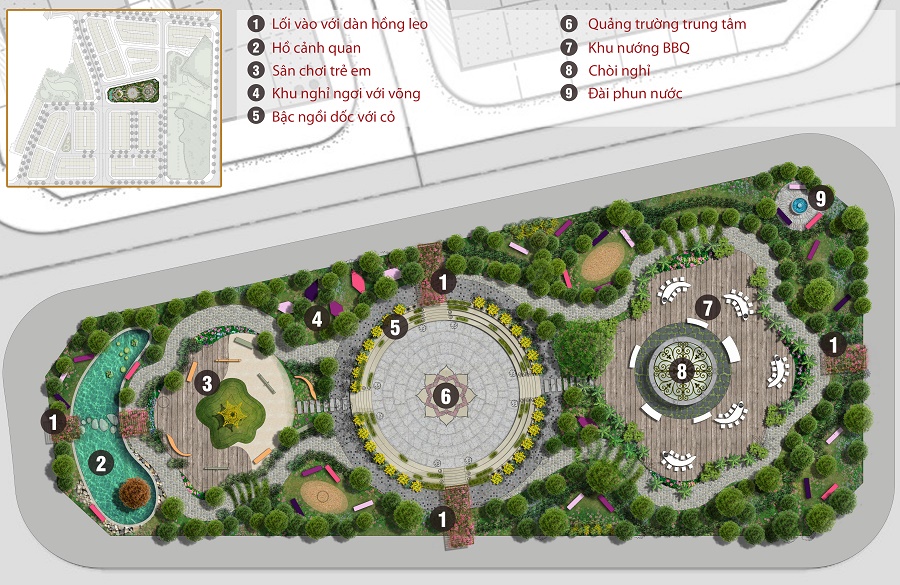 1 Lối vào với dàn hồng leo
2 Hồ cảnh quan
3 Sân chơi trẻ em
4 Khu nghỉ ngơi với võng
5 Bậc ngồi dốc với cỏ
6 Quảng trường trung tâm
7 Khu nướng BBQ
8 Chòi nghỉ
9 Đài phun nước
9
1
7
4
5
1
8
3
6
1
2
1